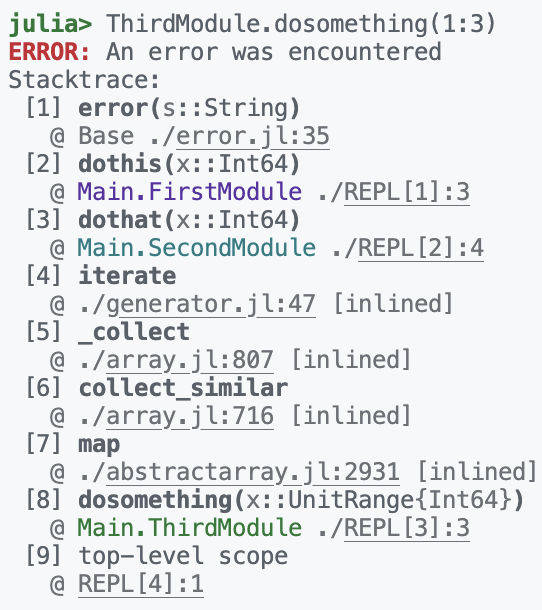 julia> ThirdModule.dosomething(1:3)
ERROR: An error was encountered
Stacktrace:
[1] error(s::String)
@ Base ./error.jl:35
[2] dothis(x::Int64)
@ Main.FirstModule ./REPL[1]:3
[3] dothat(x::Int64)
@ Main.SecondModule ./REPL[2]:4
[4] iterate
@ ./generator.jl:47 [inlined]
[5] _collect
@ ./array.jl:807 [inlined]
[6] collect_similar
@ ./array.jl:716 [inlined]
[7] map
@ ./abstractarray.jl:2931 [inlined]
[8] dosomething(x::UnitRange{Int64})
@ Main.ThirdModule ./REPL[3]:3
[9] top-level scope
@ REPL[4]:1